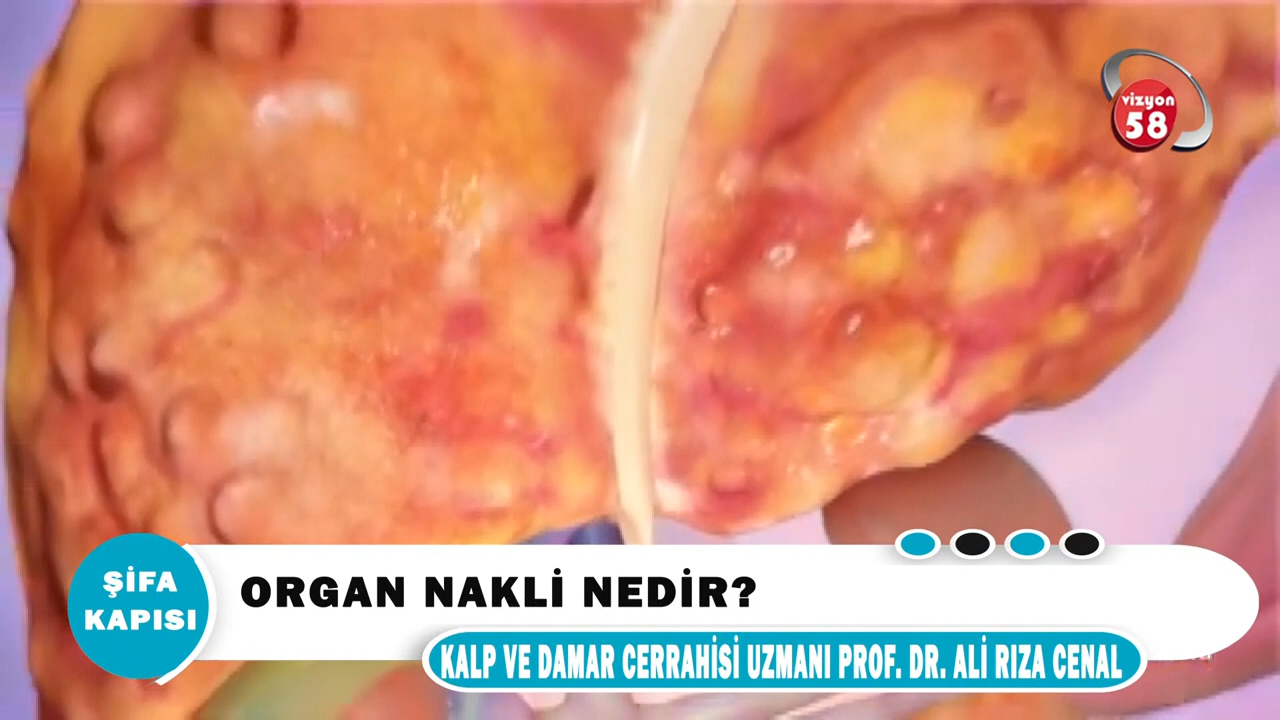 vizyon
58
ŞİFA
KAPISI
ORGAN NAKLİ NEDİR?
KALP VE DAMAR CERRAHİSİ UZMANI PROF. DR. ALİ RIZA CENAL